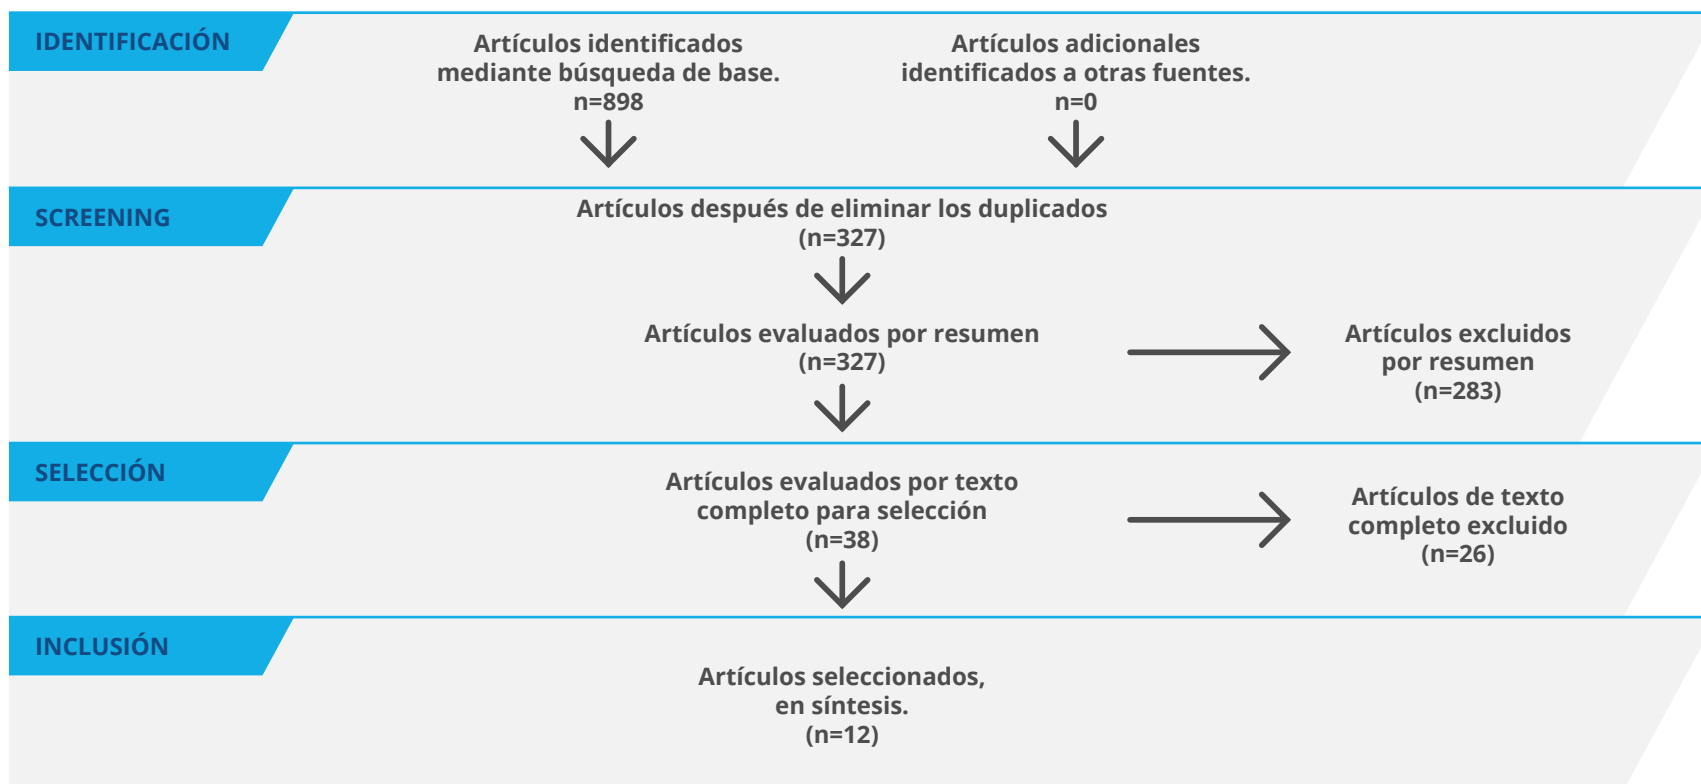 IDENTIFICACIÓN
Artículos identificados
mediante búsqueda de base.
n=898
Artículos adicionales
identificados a otras fuentes.
n=0
SCREENING
Artículos después de eliminar los duplicados
(n=327)
Artículos evaluados por resumen
(n=327)
Artículos excluidos
por resumen
(n=283)
SELECCIÓN
Artículos evaluados por texto
completo para selección
(n=38)
Artículos de texto
completo excluido
(n=26)
INCLUSIÓN
Artículos seleccionados,
en síntesis.
(n=12)